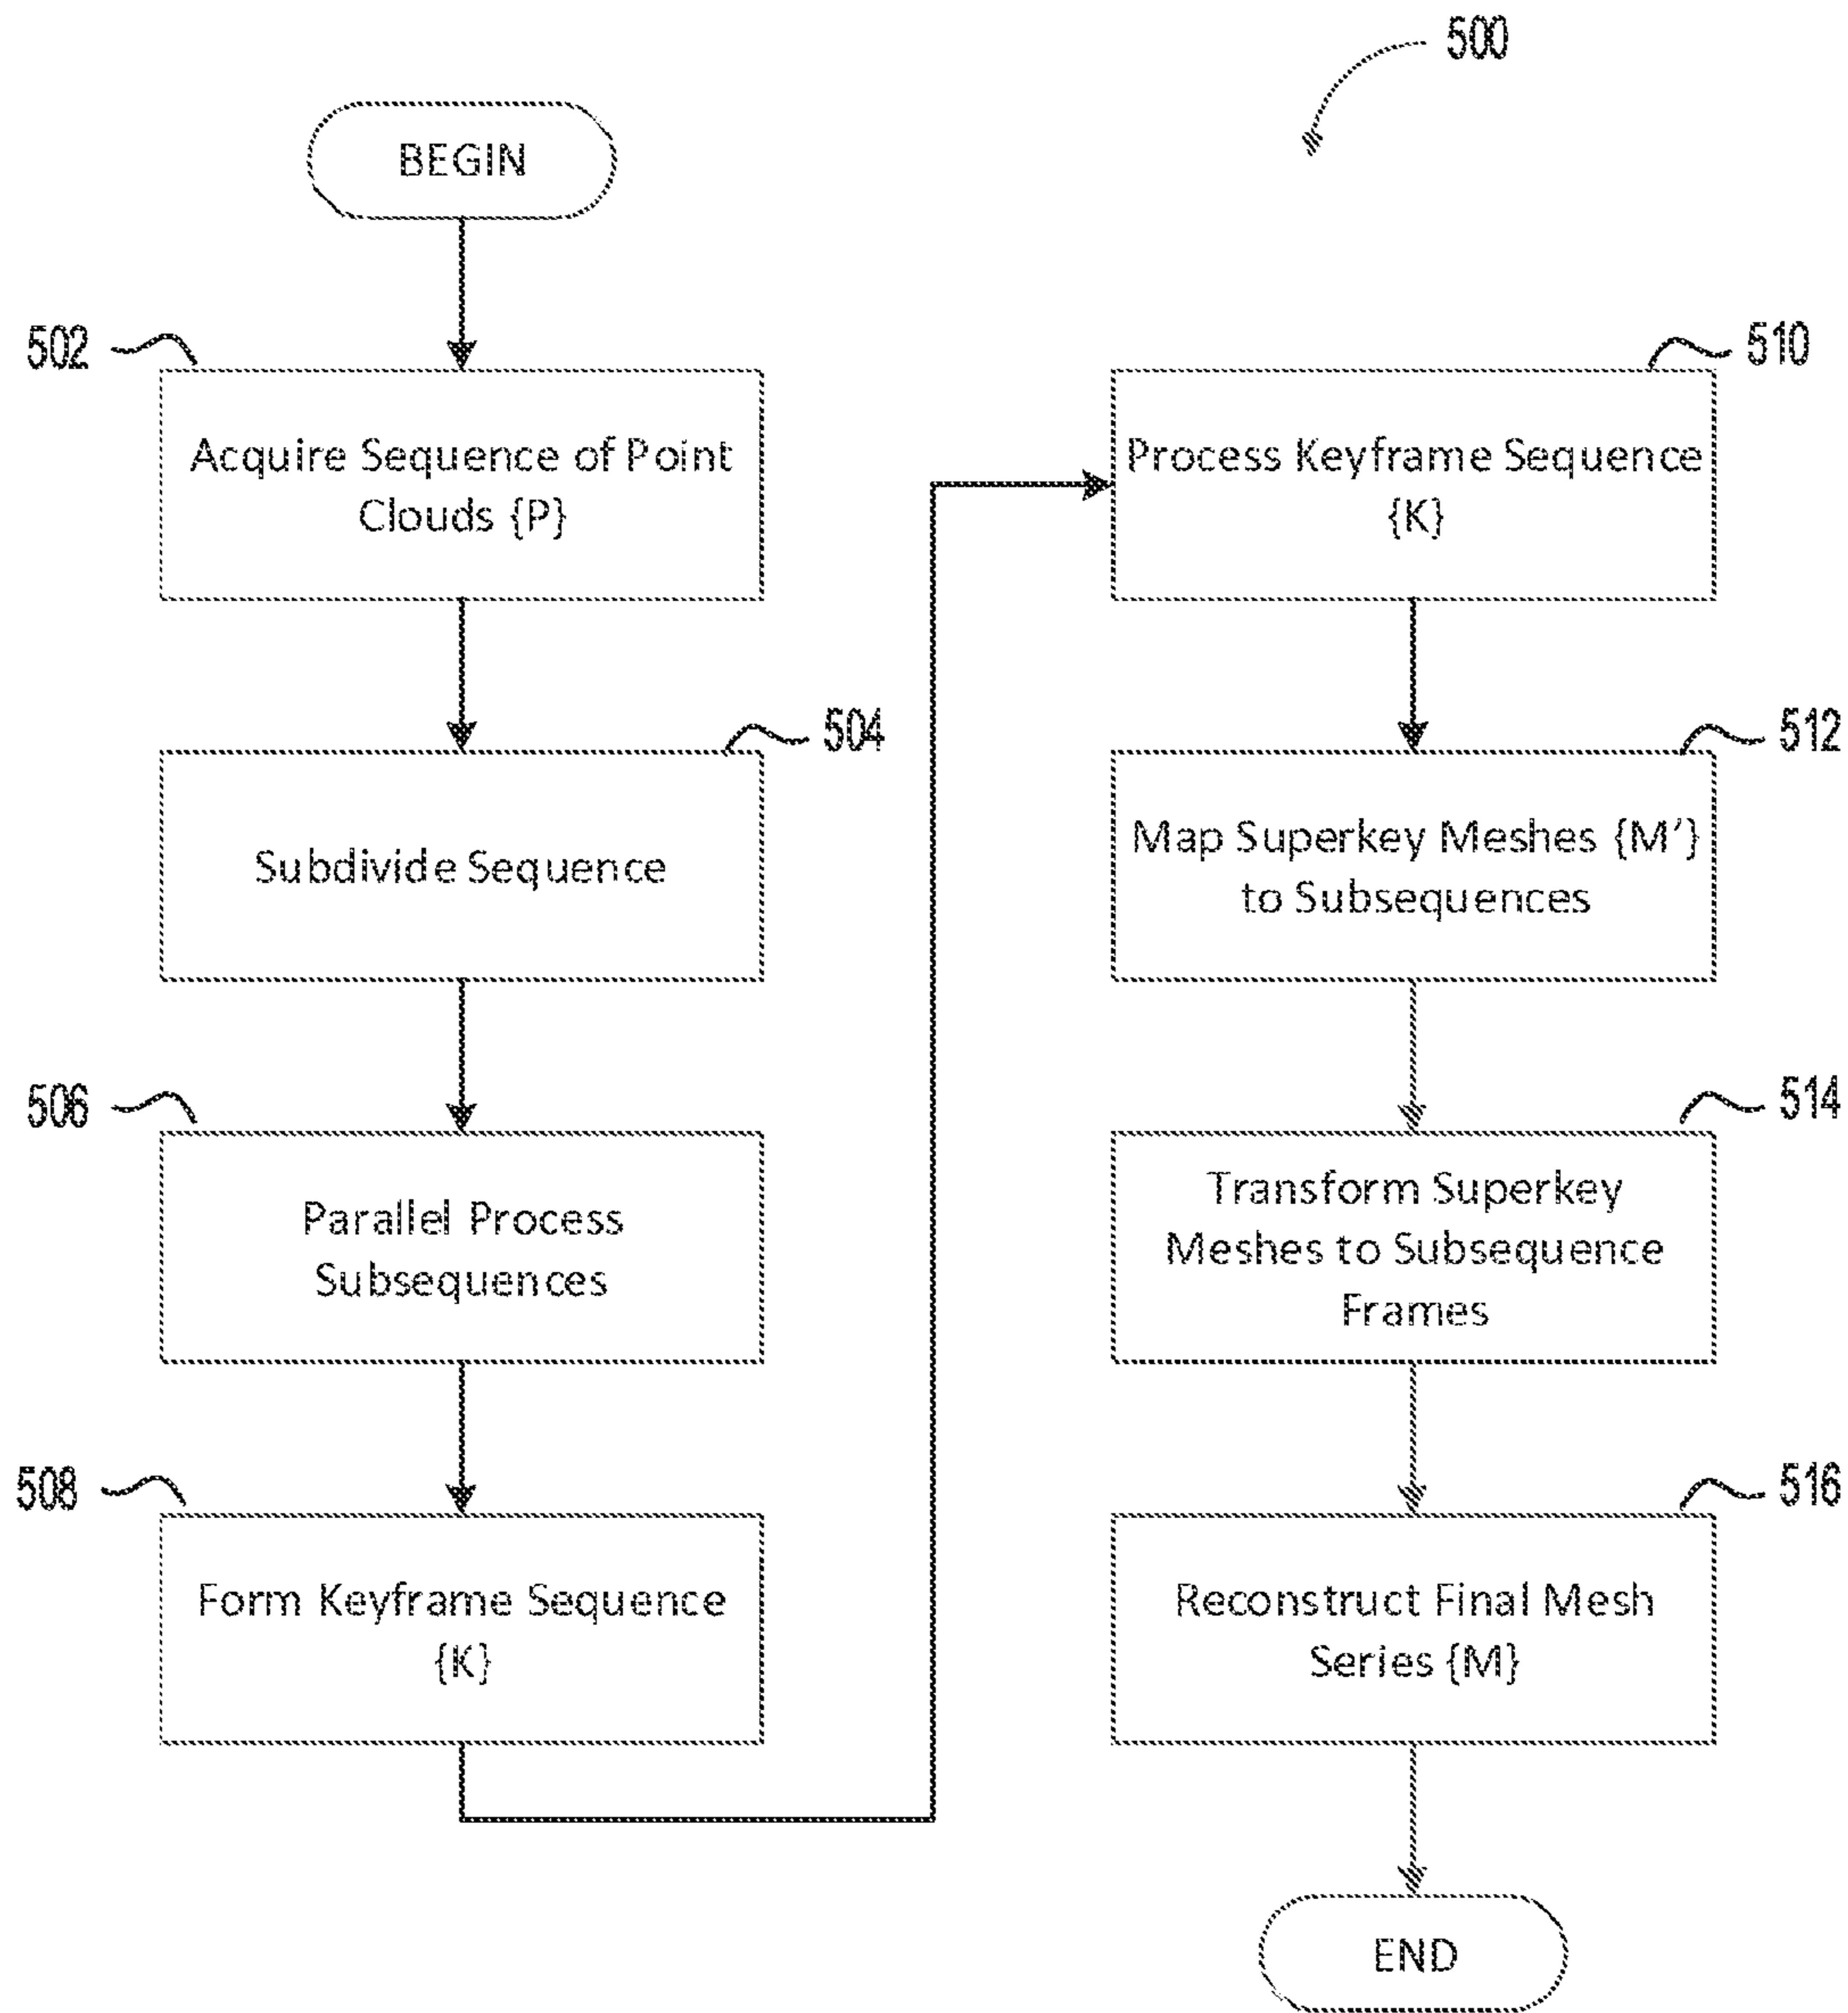 500
BEGIN
502
Acquire Sequence of Point
Clouds {P}
504
Subdivide Sequence
506
Parallel Process
Subsequences
508
Form Keyframe Sequence
{K}
510
Process Keyframe Sequence
{K}
512
Map Superkey Meshes {M’}
to Subsequences
514
Transform Superkey
Meshes to Subsequence
Frames
516
Reconstruct Final Mesh
Series {M}
END